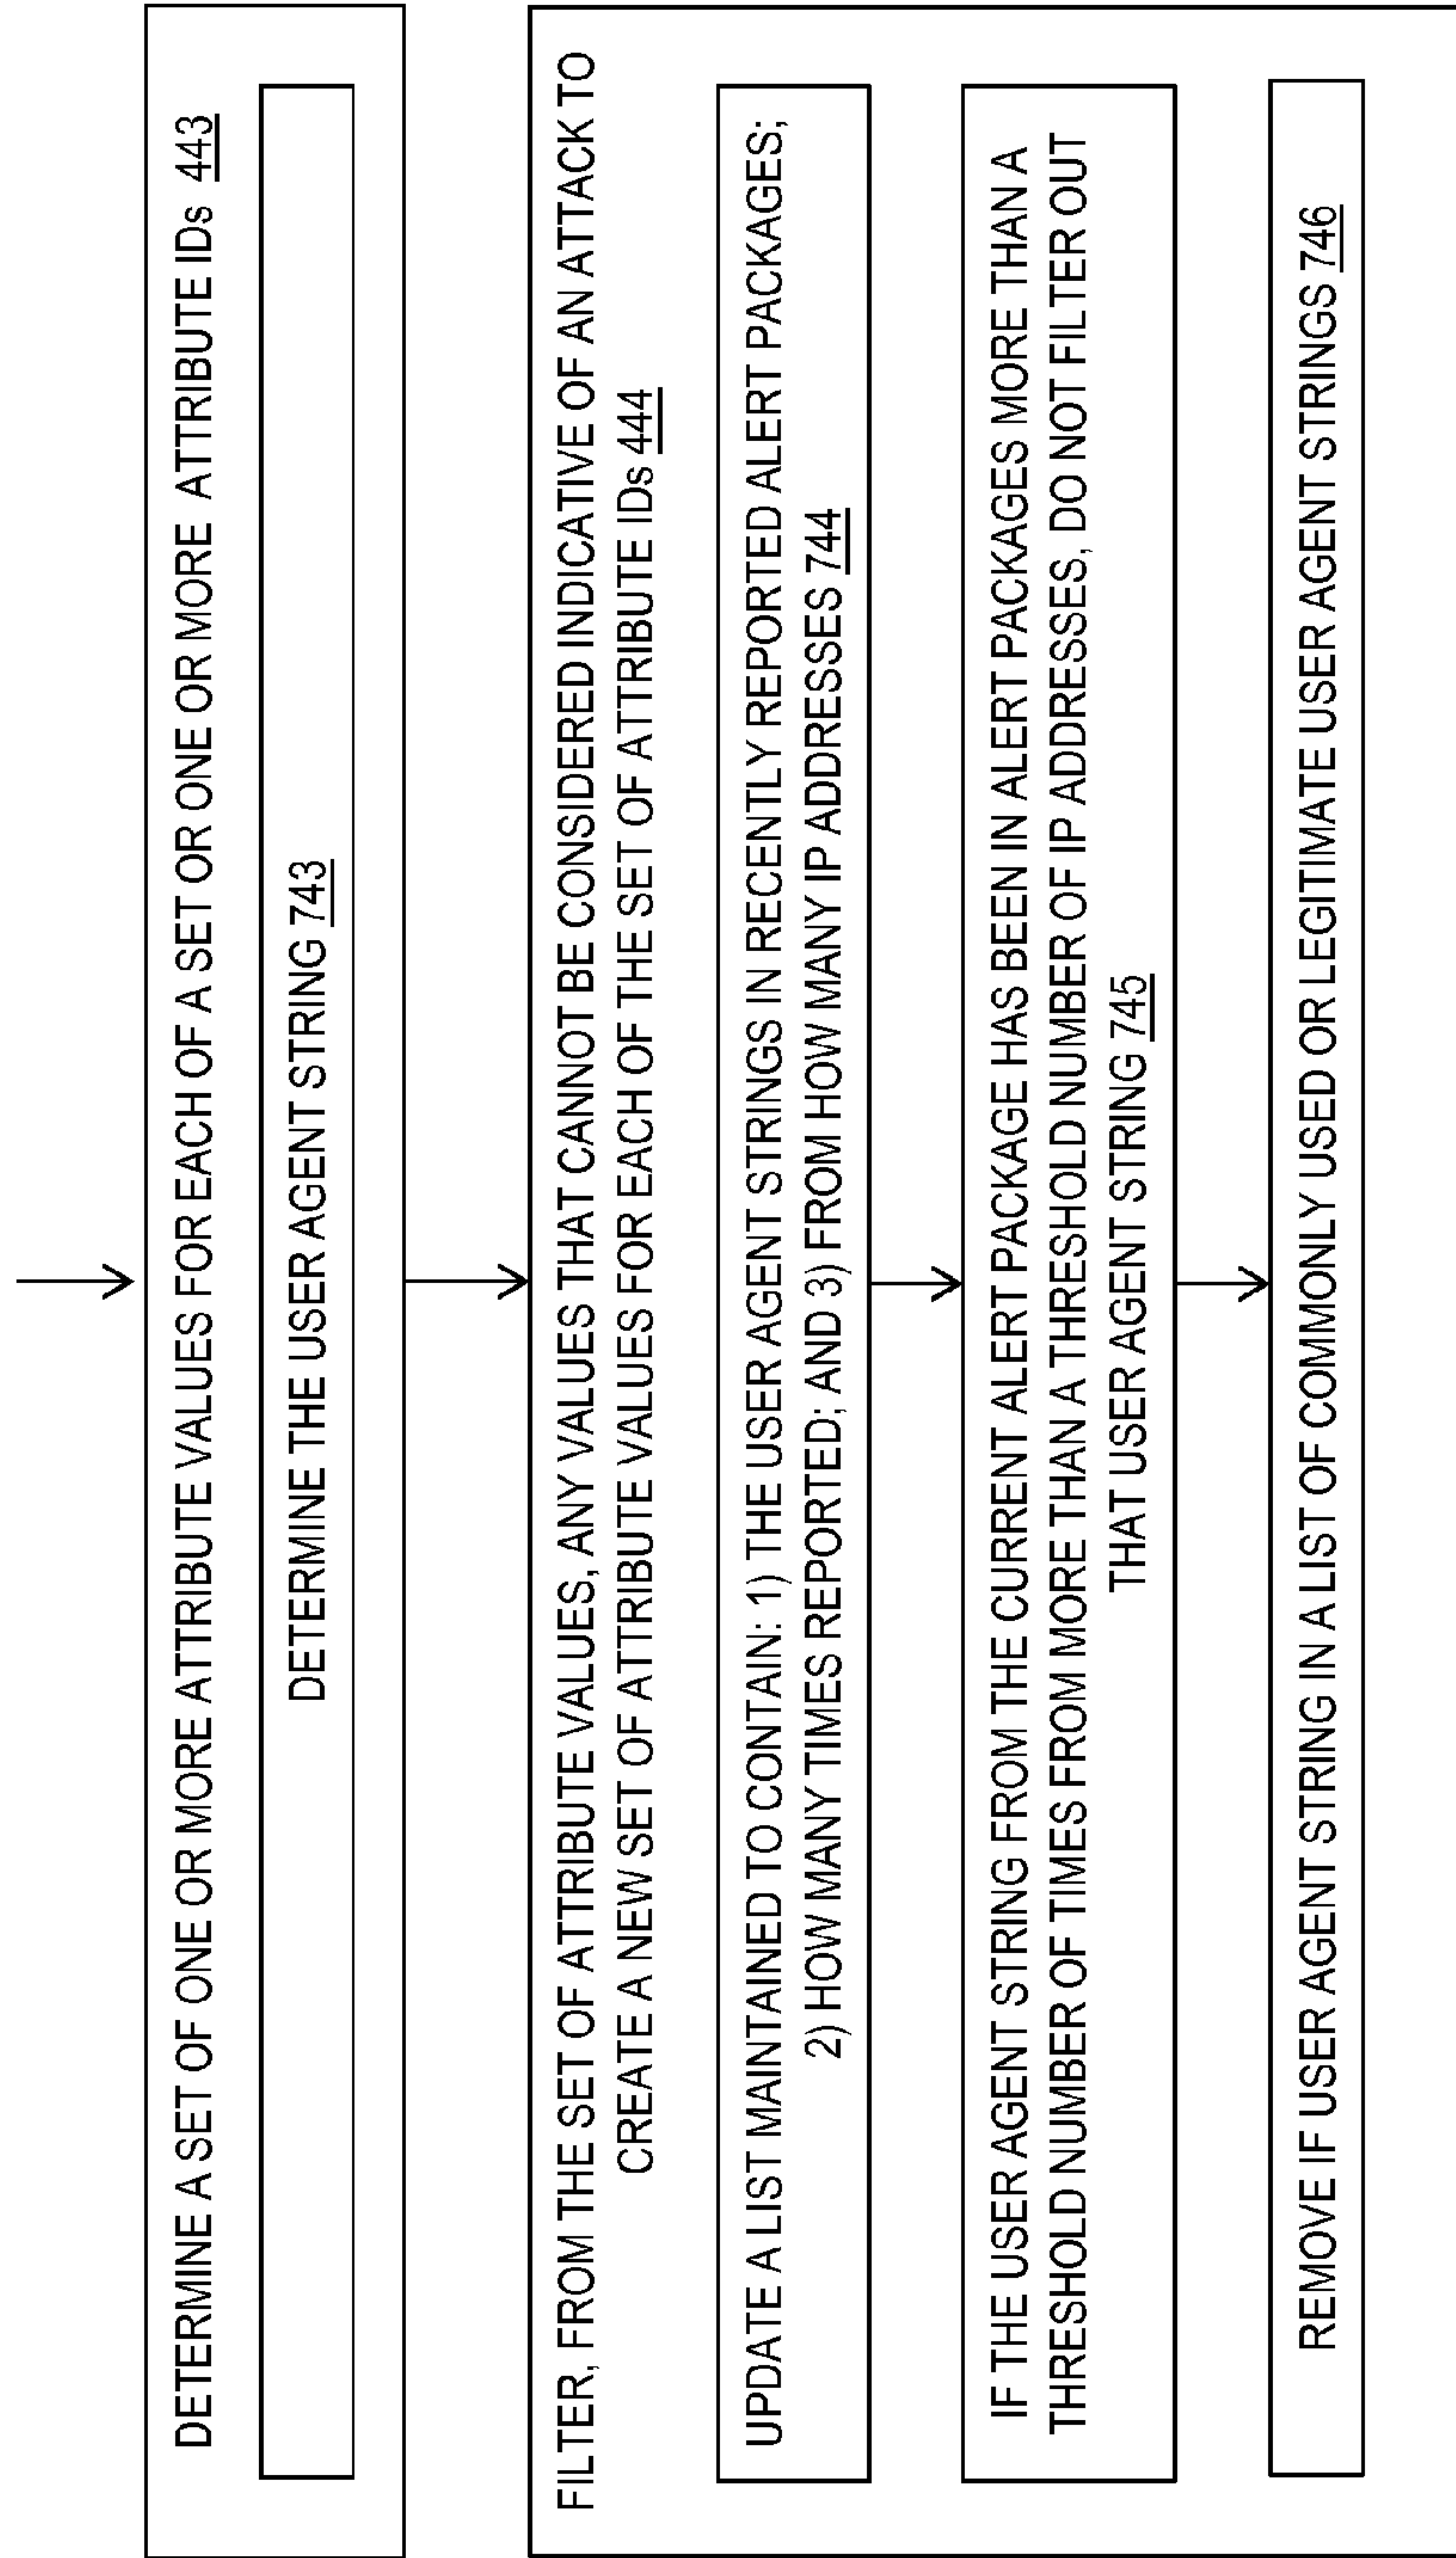 DETERMINE A SET OF ONE OR MORE ATTRIBUTE VALUES FOR EACH OF A SET OR ONE OR MORE ATTRIBUTE IDs 443
DETERMINE THE USER AGENT STRING 743
FILTER, FROM THE SET OF ATTRIBUTE VALUES, ANY VALUES THAT CANNOT BE CONSIDERED INDICATIVE OF AN ATTACK TO
CREATE A NEW SET OF ATTRIBUTE VALUES FOR EACH OF THE SET OF ATTRIBUTE IDs 444
UPDATE A LIST MAINTAINED TO CONTAIN: 1) THE USER AGENT STRINGS IN RECENTLY REPORTED ALERT PACKAGES;
2) HOW MANY TIMES REPORTED; AND 3) FROM HOW MANY IP ADDRESSES 744
IF THE USER AGENT STRING FROM THE CURRENT ALERT PACKAGE HAS BEEN IN ALERT PACKAGES MORE THAN A
THRESHOLD NUMBER OF TIMES FROM MORE THAN A THRESHOLD NUMBER OF IP ADDRESSES, DO NOT FILTER OUT
THAT USER AGENT STRING 745
REMOVE IF USER AGENT STRING IN A LIST OF COMMONLY USED OR LEGITIMATE USER AGENT STRINGS 746